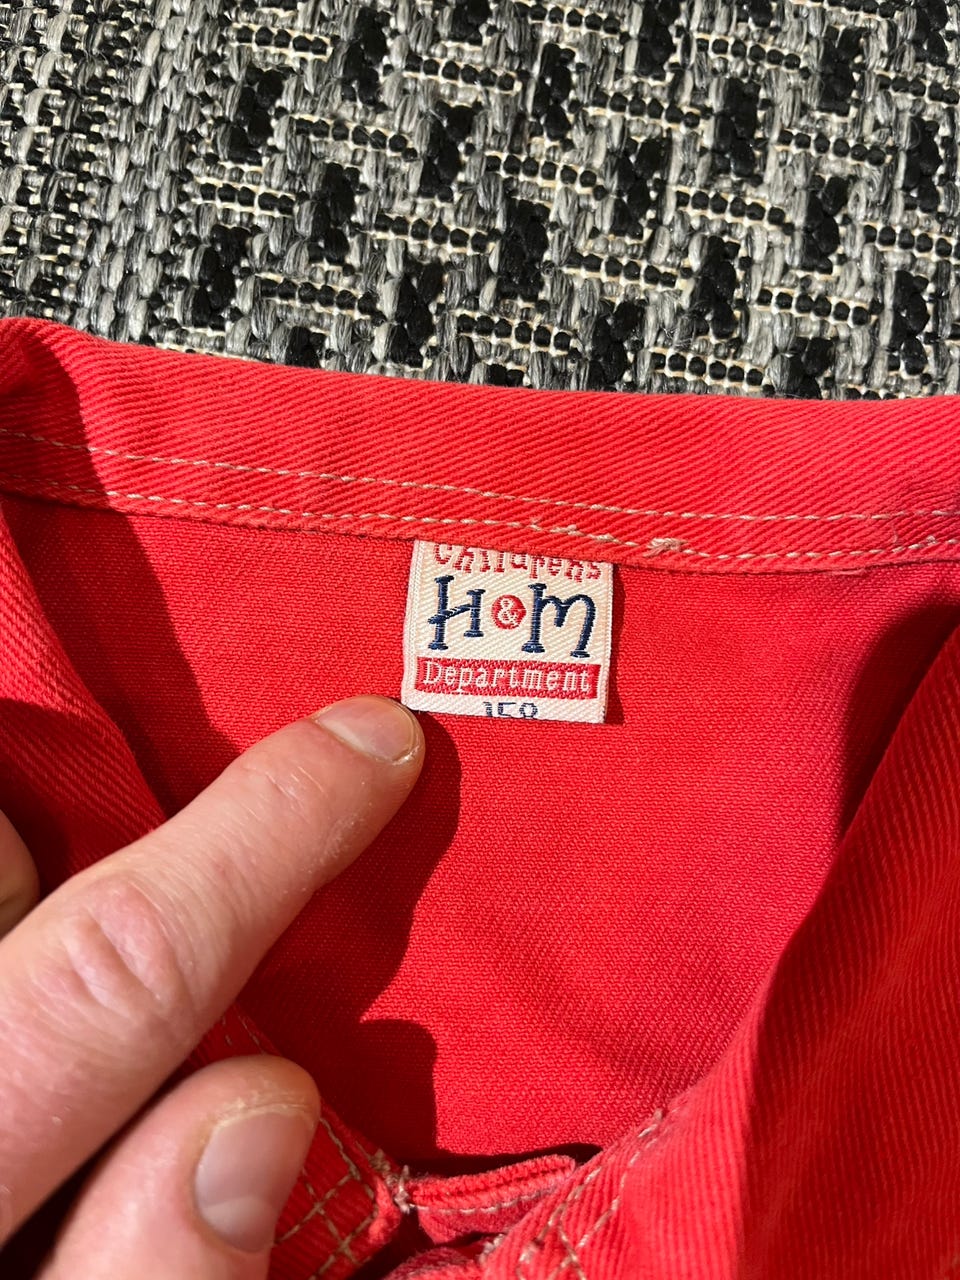 Childrens
H&M
Department
158